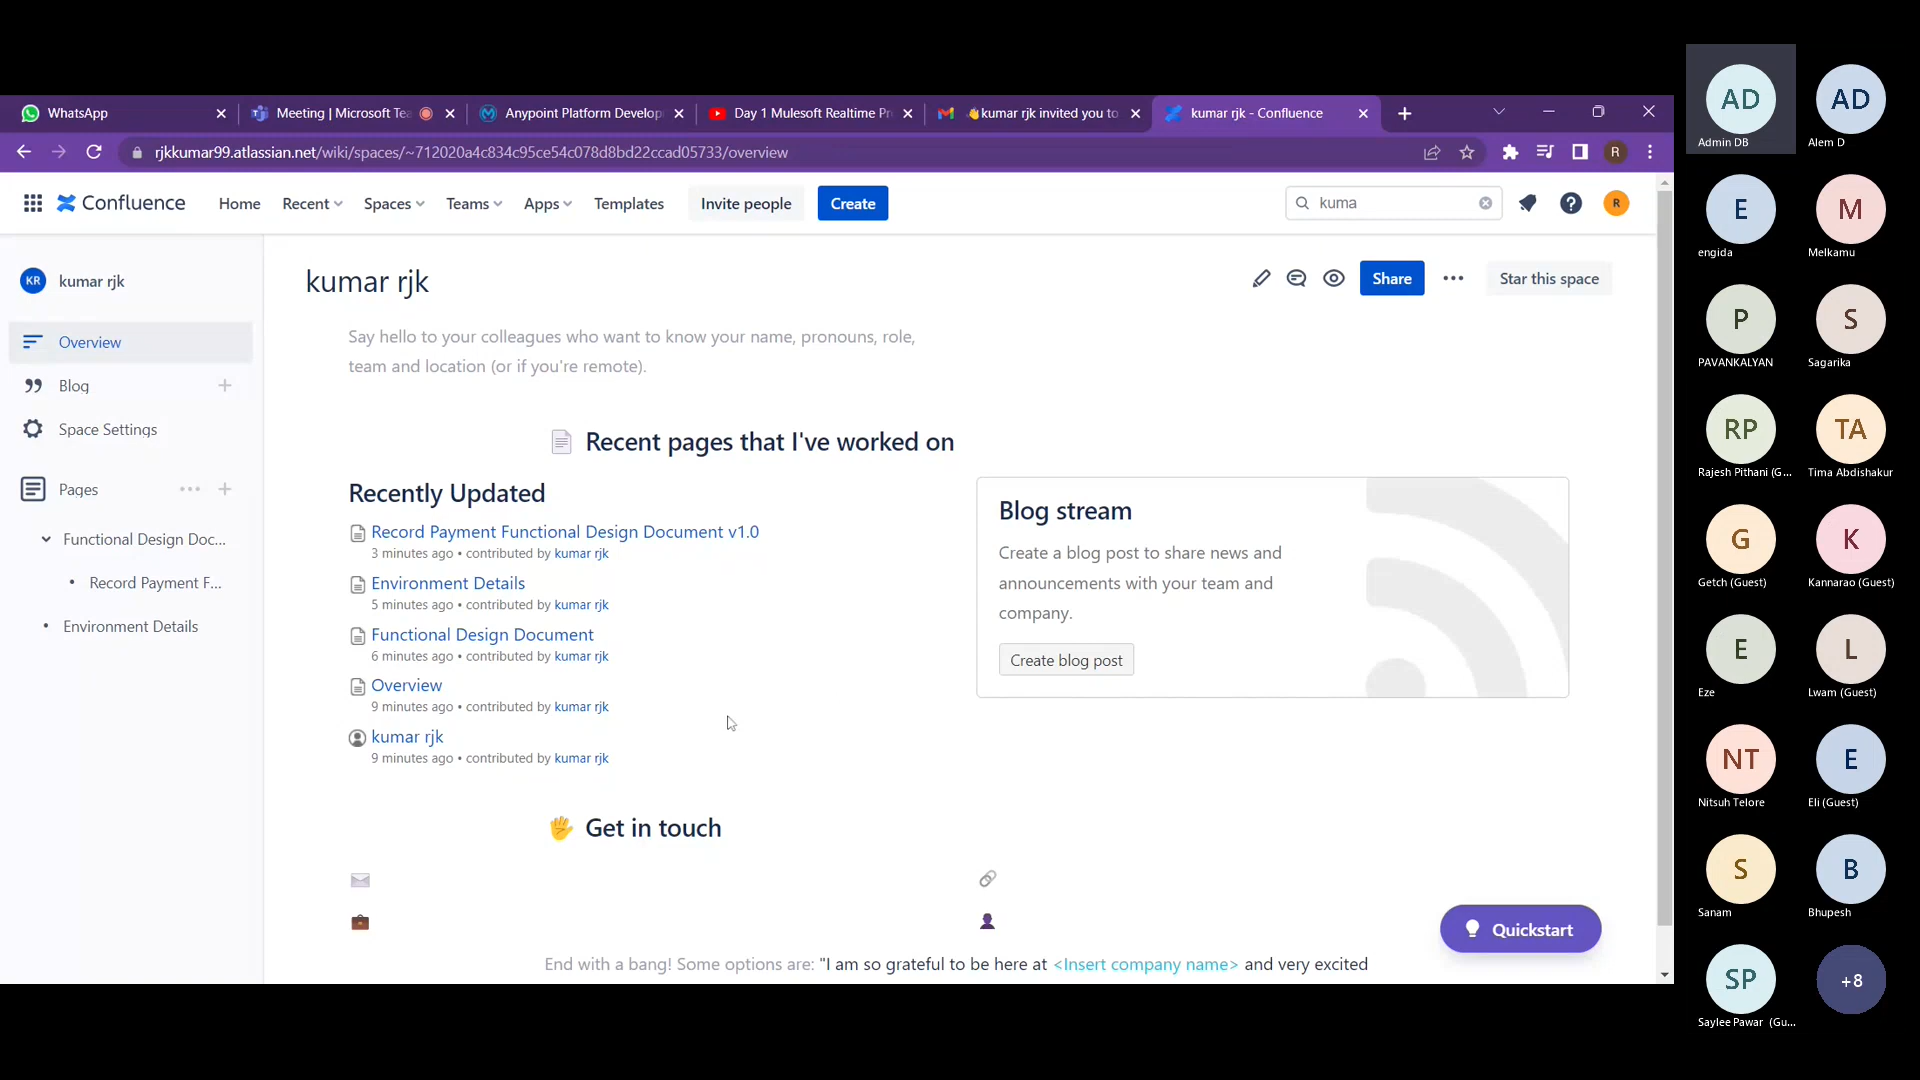 WhatsApp
Meeting | Microsoft Tea
Anypoint Platform Develop
Day 1 Mulesoft Realtime Pr
👋kumar rjk invited you to
kumar rjk - Confluence
rjkkumar99.atlassian.net/wiki/spaces/~712020a4c834c95ce54c078d8bd22ccad05733/overview
R
Confluence
Home
Recent
Spaces
Teams
Apps
Templates
Invite people
Create
kuma
R
KR
kumar rjk
Overview
Blog
Space Settings
Pages
Functional Design Doc...
Record Payment F...
Environment Details
kumar rjk
Share
Star this space
Say hello to your colleagues who want to know your name, pronouns, role,
team and location (or if you're remote).
Recent pages that I've worked on
Recently Updated
Record Payment Functional Design Document v1.0
3 minutes ago • contributed by kumar rjk
Environment Details
5 minutes ago • contributed by kumar rjk
Functional Design Document
6 minutes ago • contributed by kumar rjk
Overview
9 minutes ago • contributed by kumar rjk
kumar rjk
9 minutes ago • contributed by kumar rjk
Blog stream
Create a blog post to share news and
announcements with your team and
company.
Create blog post
Get in touch
Quickstart
End with a bang! Some options are: "I am so grateful to be here at <Insert company name> and very excited
AD
Admin DB
AD
Alem D
E
engida
M
Melkamu
P
PAVANKALYAN
S
Sagarika
RP
Rajesh Pithani (G...
TA
Tima Abdishakur
G
Getch (Guest)
K
Kannarao (Guest)
E
Eze
L
Lwam (Guest)
NT
Nitsuh Telore
E
Eli (Guest)
S
Sanam
B
Bhupesh
SP
Saylee Pawar (Gu...
+8